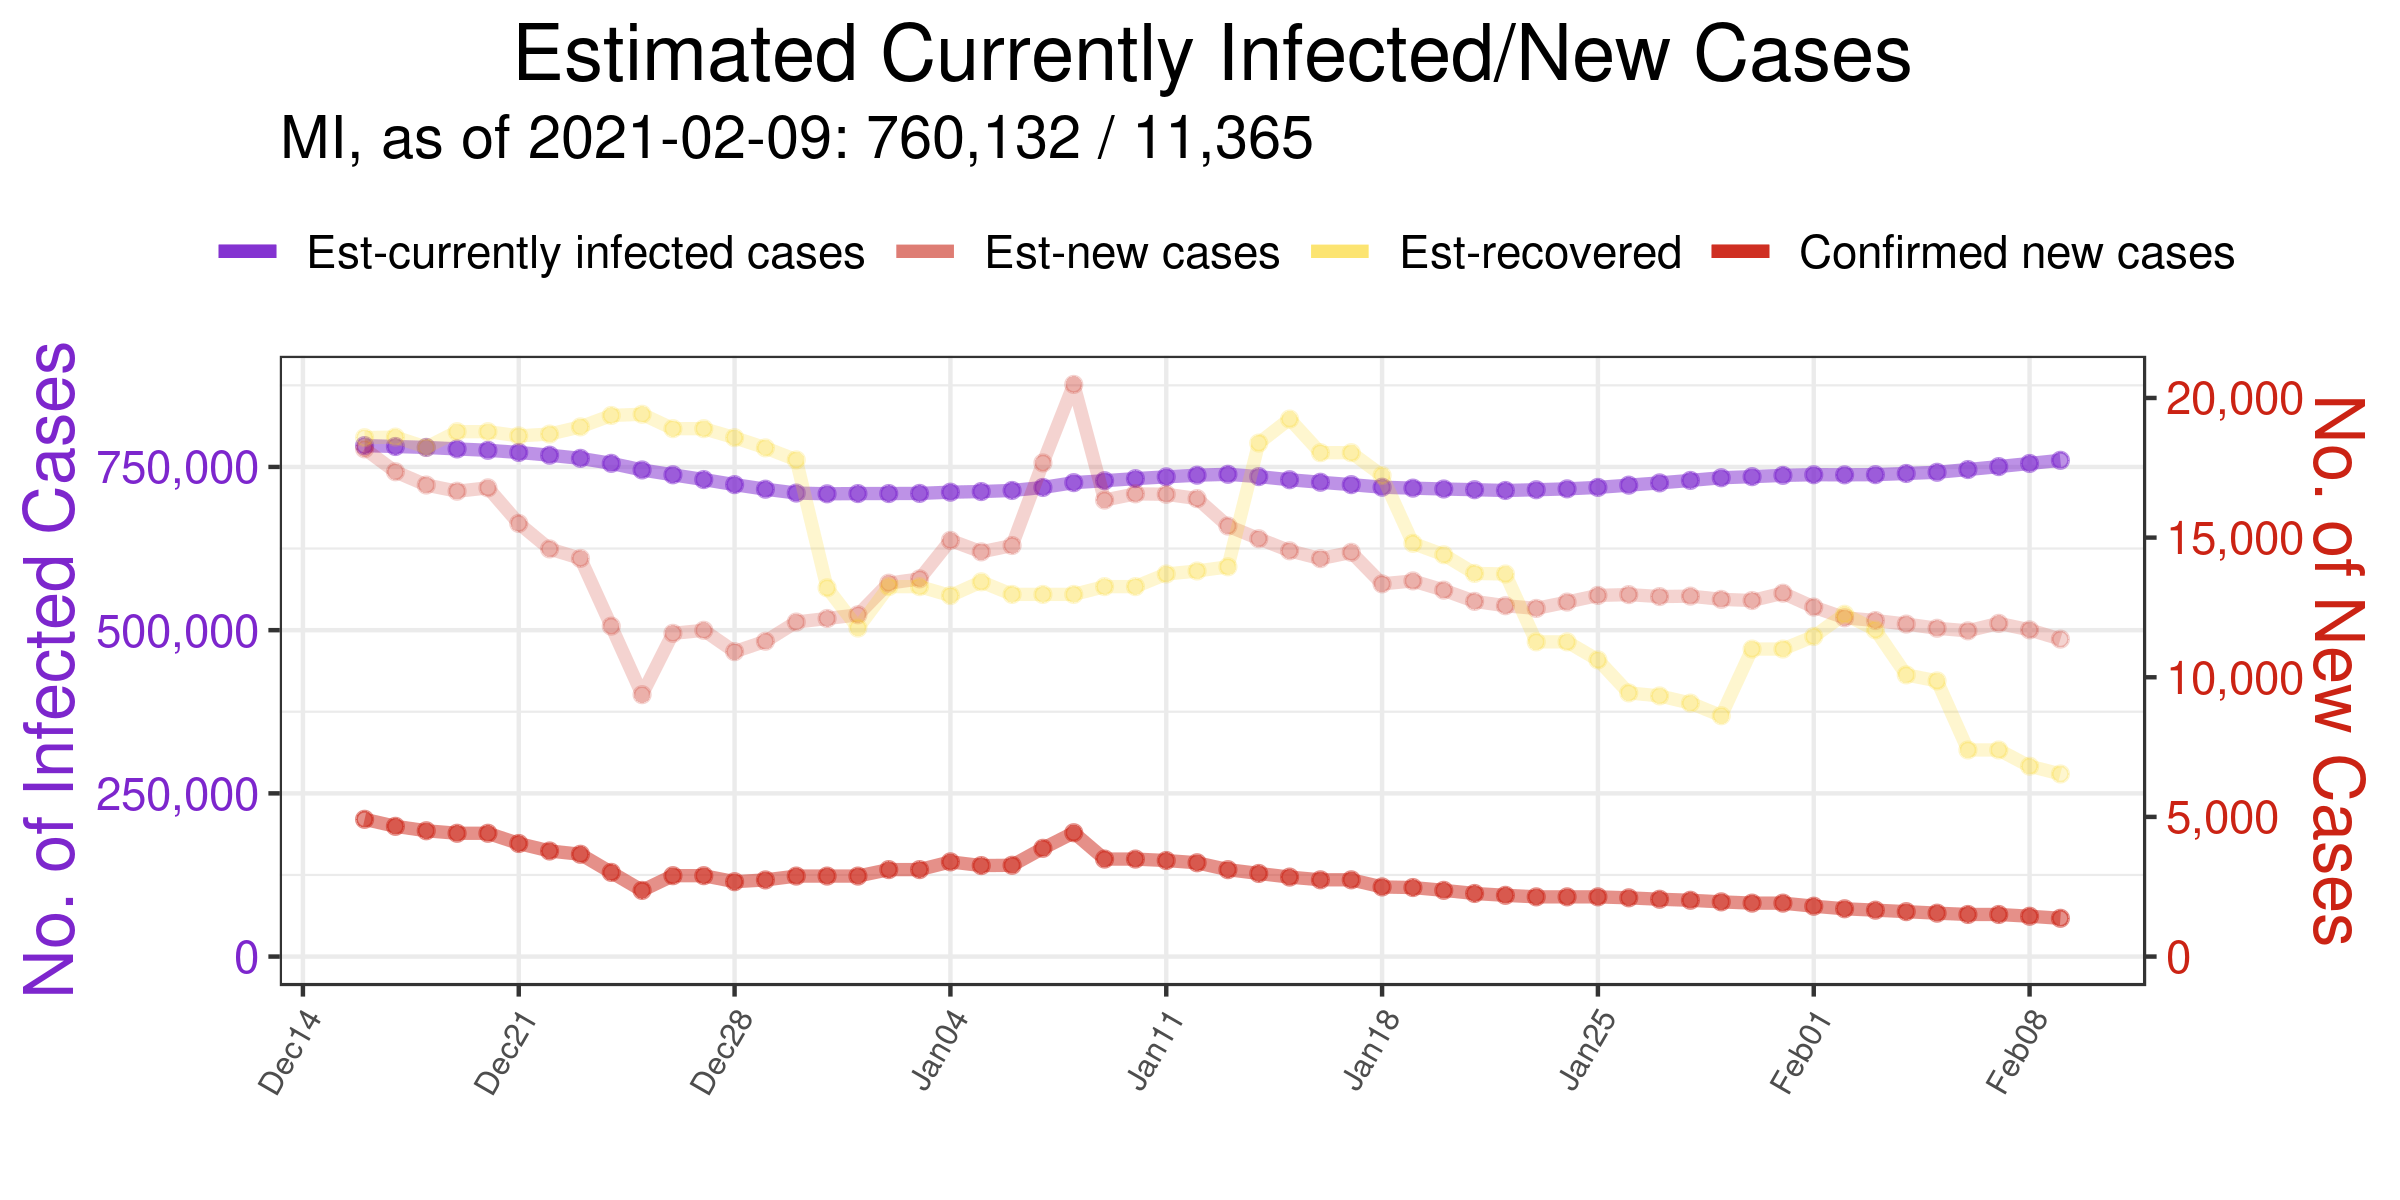 Estimated Currently Infected/New Cases
MI, as of 2021-02-09: 760,132 / 11,365
Est-currently infected cases Est-new cases Est-recovered Confirmed new cases
No. of Infected Cases
750,000
500,000
250,000
0
20,000
15,000
10,000
5,000
0
No. of New Cases
Dec14 Dec21 Dec28 Jan04 Jan11 Jan18 Jan25 Feb01 Feb08